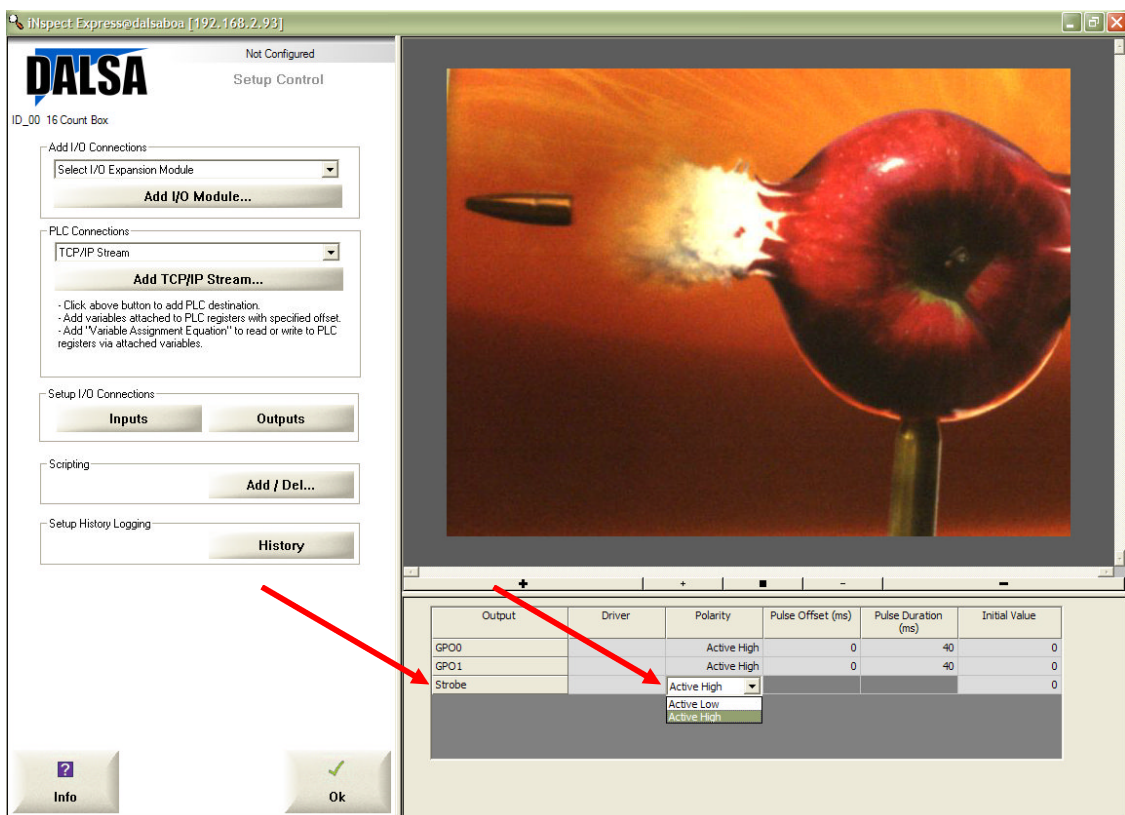 iNspect Express@dalsaboa [192.168.2.93]
DALSA
Not Configured
Setup Control
ID_00 16 Count Box
Add I/O Connections
Select I/O Expansion Module
Add I/O Module...
PLC Connections
TCP/IP Stream
Add TCP/IP Stream...
- Click above button to add PLC destination.
- Add variables attached to PLC registers with specified offset.
- Add "Variable Assignment Equation" to read or write to PLC
registers via attached variables.
Setup I/O Connections
Inputs Outputs
Scripting
Add / Del...
Setup History Logging
History
Info
Ok
Output Driver Polarity Pulse Offset (ms) Pulse Duration (ms) Initial Value
GPO0 Active High 0 40 0
GPO1 Active High 0 40 0
Strobe Active High 0
Active Low
Active High